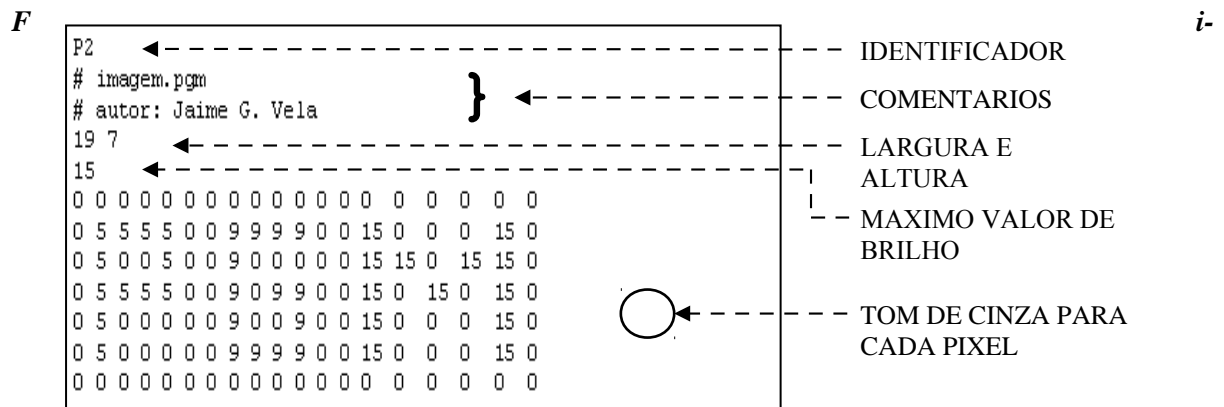 F i-
P2 IDENTIFICADOR
# imagem.pgm
# autor: Jaime G. Vela } COMENTARIOS
19 7 LARGURA E
ALTURA
15 MAXIMO VALOR DE
BRILHO
0 0 0 0 0 0 0 0 0 0 0 0 0 0 0 0 0 0 0
0 5 5 5 5 0 0 9 9 9 9 0 0 15 0 0 0 15 0
0 5 0 0 5 0 0 9 0 0 0 0 0 15 15 0 15 15 0
0 5 5 5 5 0 0 9 0 9 9 0 0 15 0 15 0 15 0
0 5 0 0 0 0 0 9 0 0 9 0 0 15 0 0 0 15 0
0 5 0 0 0 0 0 9 9 9 9 0 0 15 0 0 0 15 0
0 0 0 0 0 0 0 0 0 0 0 0 0 0 0 0 0 0 0
TOM DE CINZA PARA
CADA PIXEL